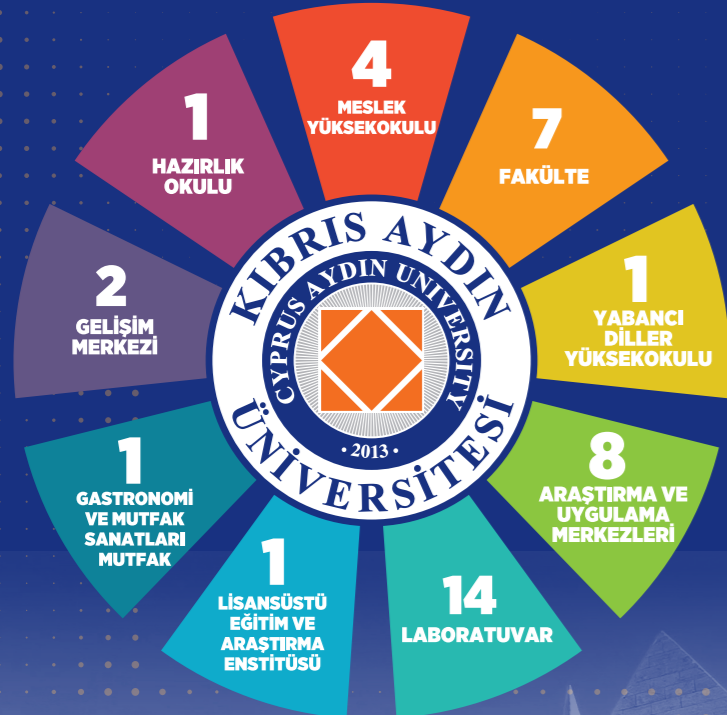 4
MESLEK
YÜKSEKOKULU
7
FAKÜLTE
1
YABANCI
DİLLER
YÜKSEKOKULU
8
ARAŞTIRMA VE
UYGULAMA
MERKEZLERİ
14
LABORATUVAR
1
LİSANSÜSTÜ
EĞİTİM VE
ARAŞTIRMA
ENSTİTÜSÜ
1
GASTRONOMİ
VE MUTFAK
SANATLARI
MUTFAK
2
GELİŞİM
MERKEZİ
1
HAZIRLIK
OKULU
KIBRIS AYDIN
ÜNİVERSİTESİ
CYPRUS AYDIN UNIVERSITY
· 2013 ·